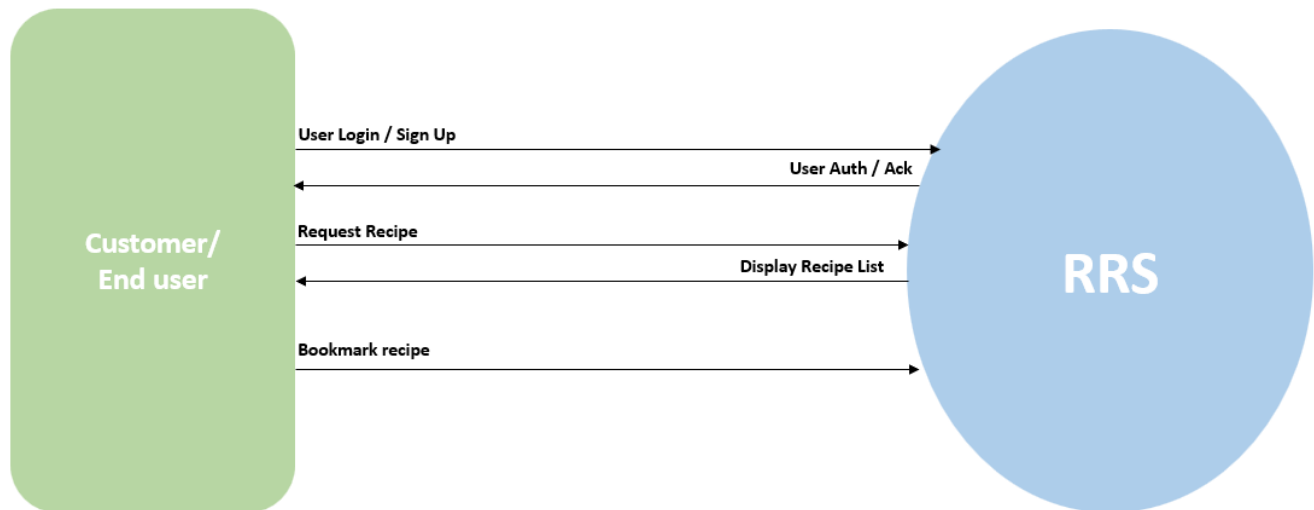 User Login / Sign Up
User Auth / Ack
Customer/
End user
Request Recipe
Display Recipe List
RRS
Bookmark recipe